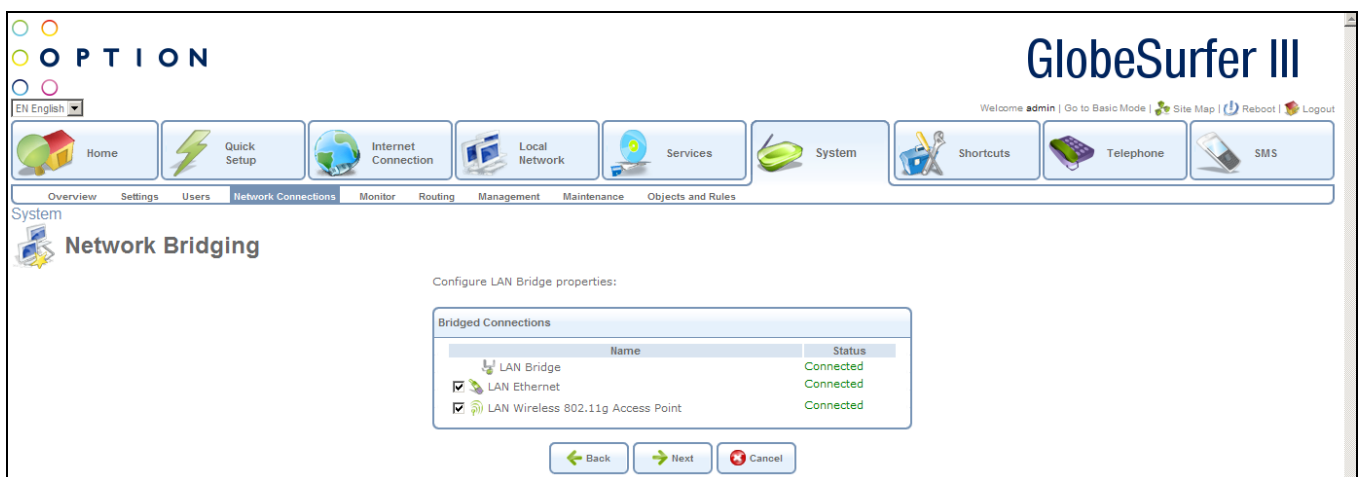 OPTION
GlobeSurfer III
EN English
Welcome admin | Go to Basic Mode | Site Map | Reboot | Logout
Home
Quick Setup
Internet Connection
Local Network
Services
System
Shortcuts
Telephone
SMS
Overview Settings Users Network Connections Monitor Routing Management Maintenance Objects and Rules
System
Network Bridging
Configure LAN Bridge properties:
Bridged Connections
Name Status
LAN Bridge Connected
LAN Ethernet Connected
LAN Wireless 802.11g Access Point Connected
Back Next Cancel